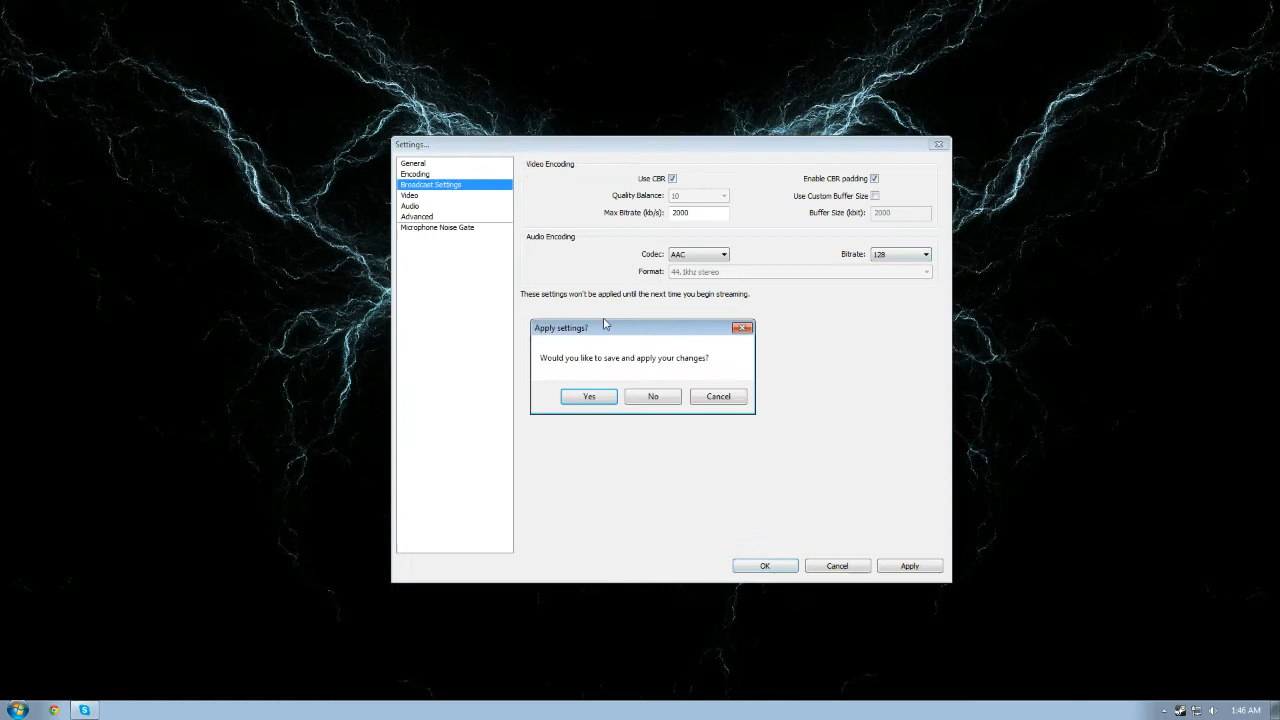 Settings...
General
Encoding
Broadcast Settings
Video
Audio
Advanced
Microphone Noise Gate
Video Encoding
Use CBR
Enable CBR padding
Quality Balance: 10
Use Custom Buffer Size
Max Bitrate (kb/s): 2000
Buffer Size (kbit): 2000
Audio Encoding
Codec: AAC
Bitrate: 128
Format: 44.1khz stereo
These settings won't be applied until the next time you begin streaming.
Apply settings?
Would you like to save and apply your changes?
Yes No Cancel
OK Cancel Apply
1:46 AM